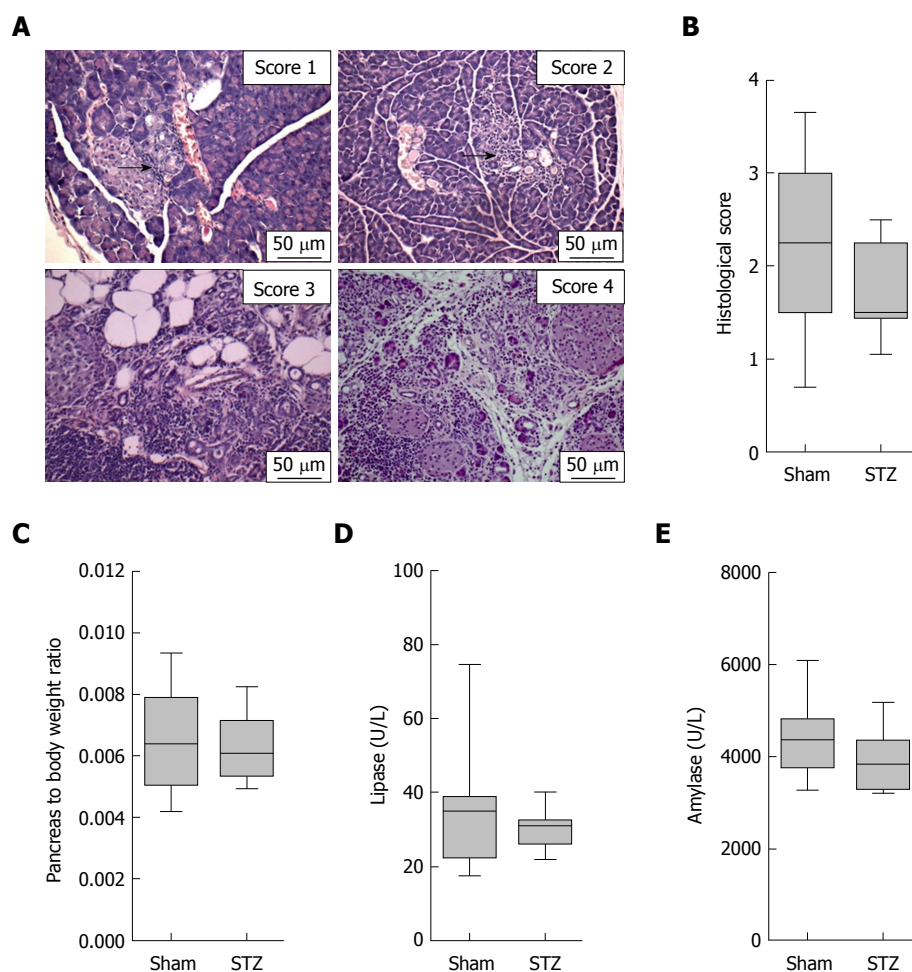 A
Score 1
50 μm
Score 2
50 μm
Score 3
50 μm
Score 4
50 μm
B
Histological score
4
3
2
1
0
Sham STZ
C
Pancreas to body weight ratio
0.012
0.010
0.008
0.006
0.004
0.002
0.000
Sham STZ
D
Lipase (U/L)
100
80
60
40
20
0
Sham STZ
E
Amylase (U/L)
8000
6000
4000
2000
0
Sham STZ